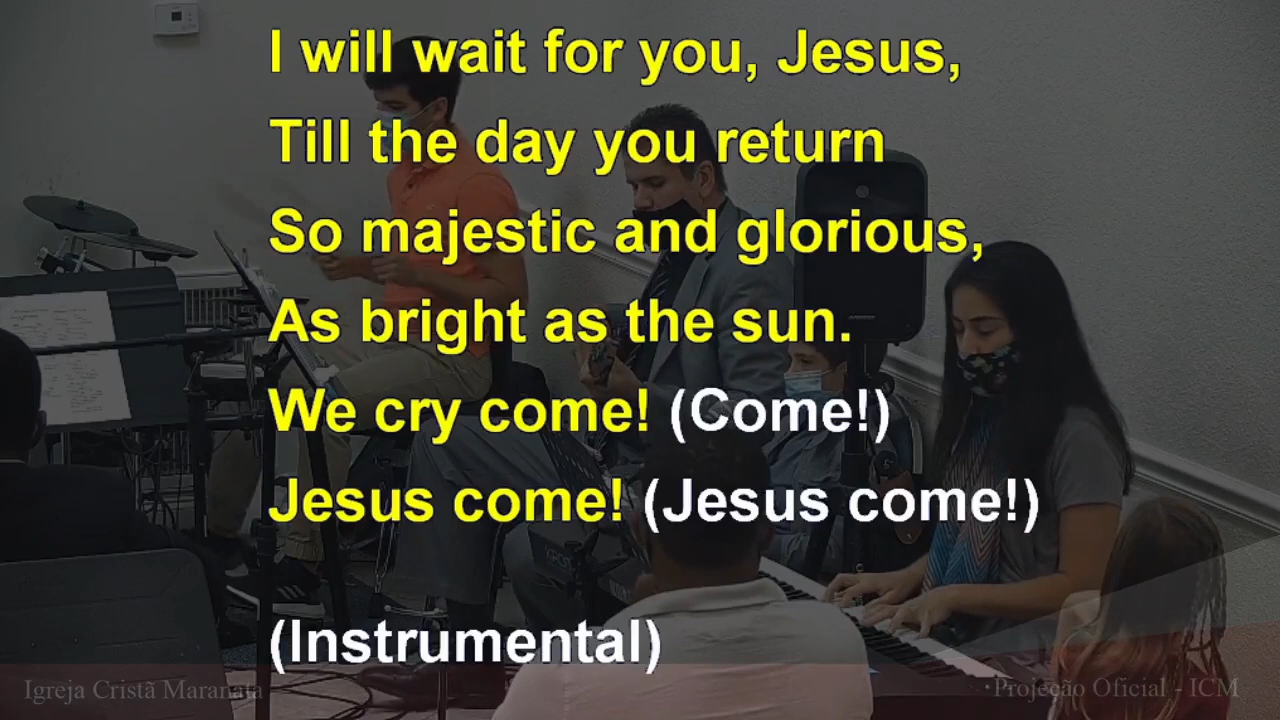 I will wait for you, Jesus,
Till the day you return
So majestic and glorious,
As bright as the sun.
We cry come! (Come!)
Jesus come! (Jesus come!)
(Instrumental)
Igreja Cristã Maranata
Projeção Oficial - ICM